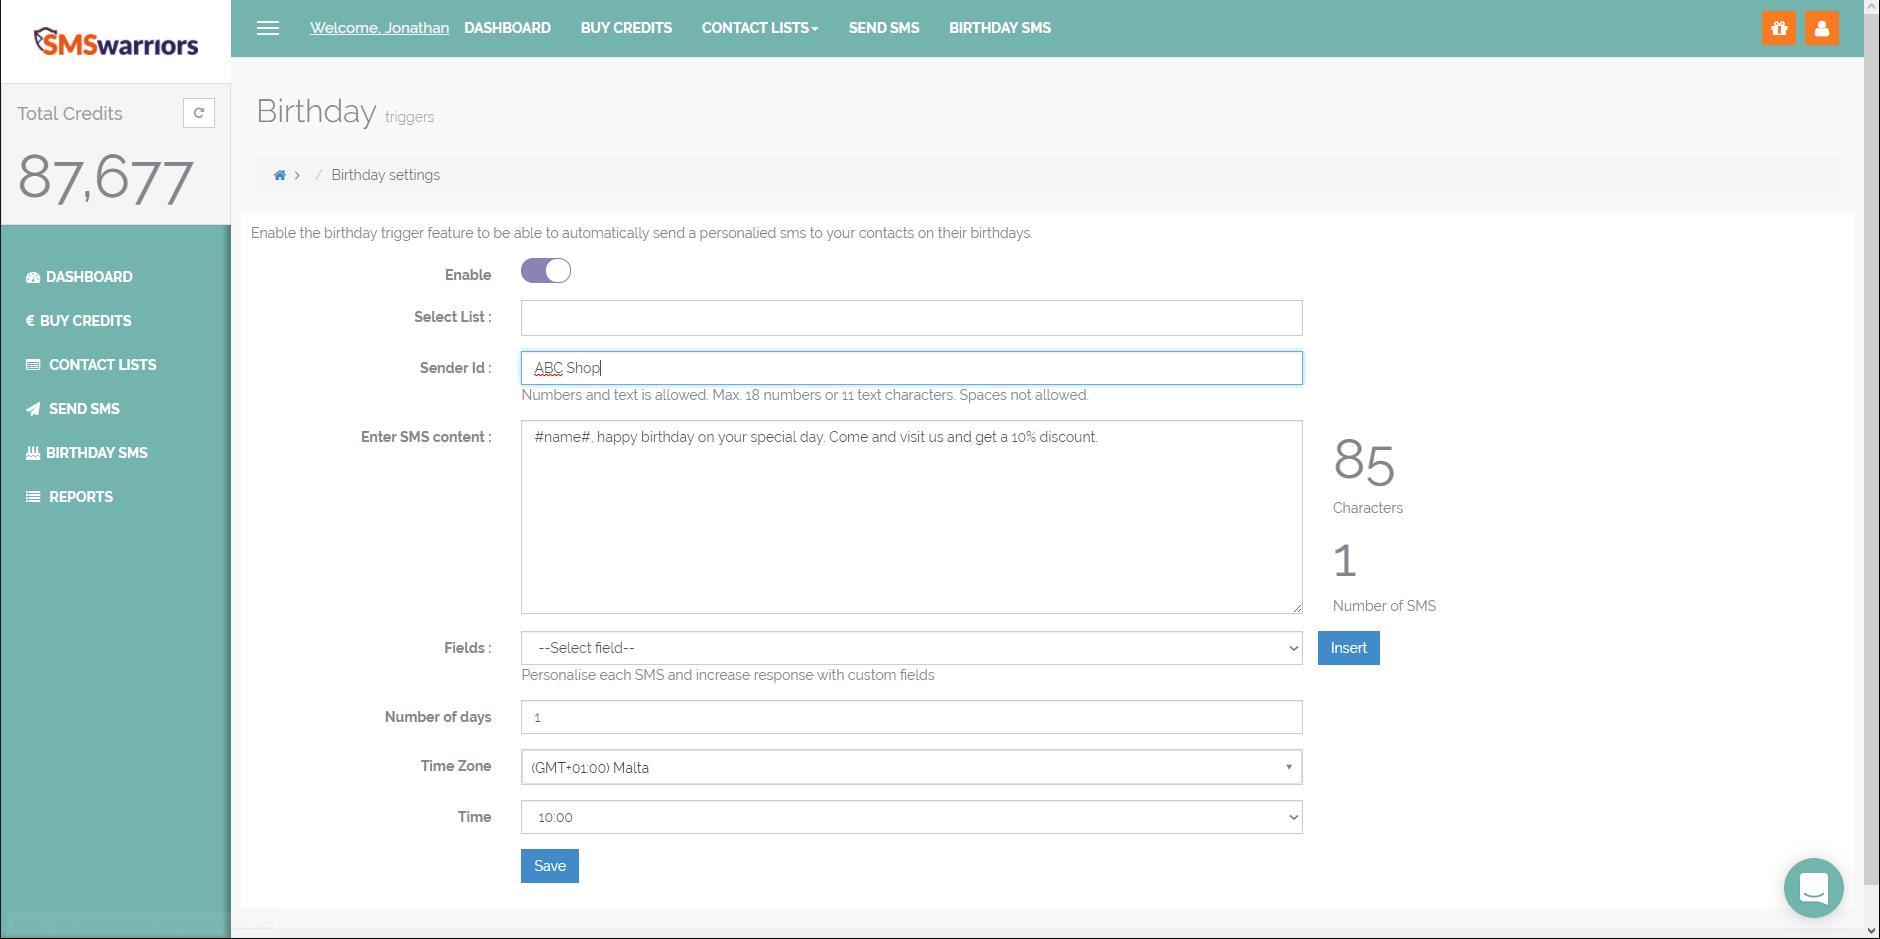 SMSwarriors
Welcome, Jonathan DASHBOARD BUY CREDITS CONTACT LISTS SEND SMS BIRTHDAY SMS
Total Credits
87,677
DASHBOARD
€ BUY CREDITS
CONTACT LISTS
SEND SMS
BIRTHDAY SMS
REPORTS
Birthday triggers
> / Birthday settings
Enable the birthday trigger feature to be able to automatically send a personalied sms to your contacts on their birthdays.
Enable
Select List :
Sender Id : ABC Shop
Numbers and text is allowed. Max. 18 numbers or 11 text characters. Spaces not allowed.
Enter SMS content : #name#, happy birthday on your special day. Come and visit us and get a 10% discount.
85
Characters
1
Number of SMS
Fields : --Select field-- Insert
Personalise each SMS and increase response with custom fields
Number of days 1
Time Zone (GMT+01:00) Malta
Time 10:00
Save